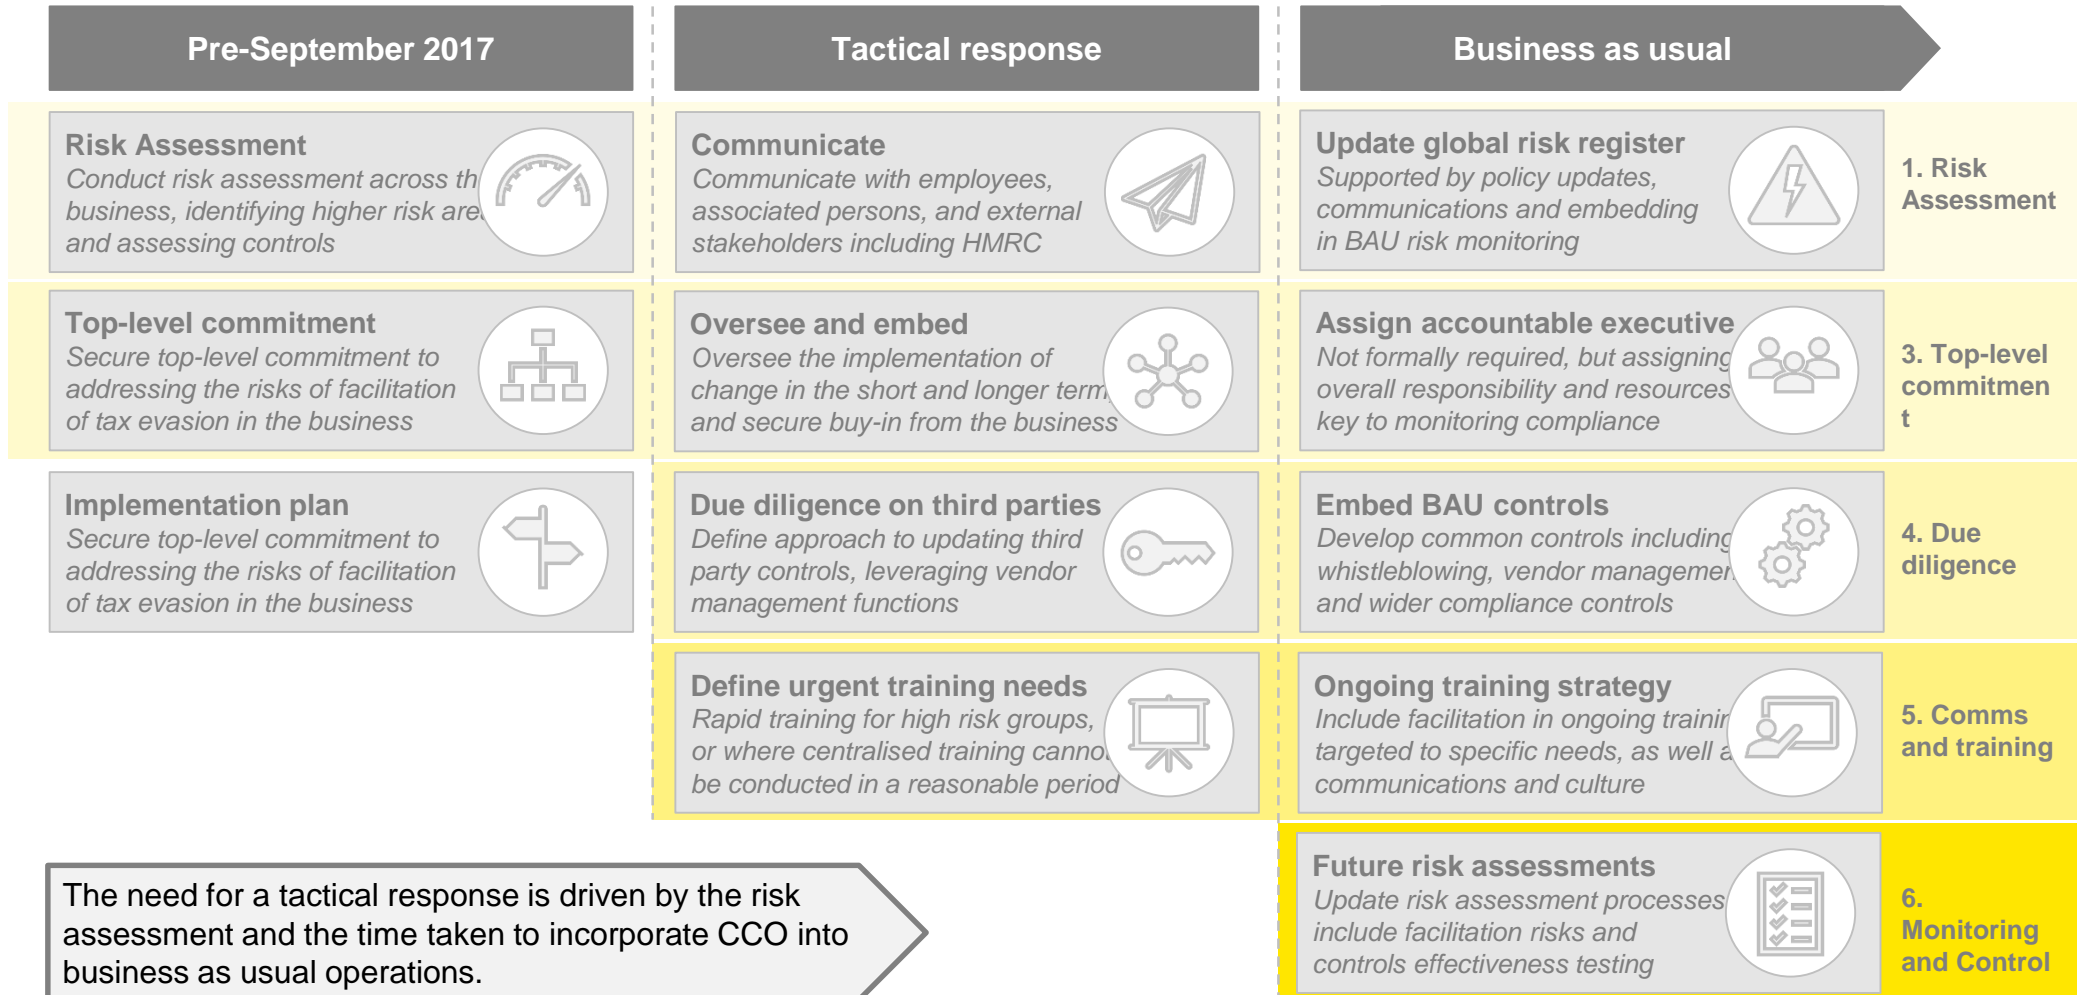 Pre-September 2017
Tactical response
Business as usual
Risk Assessment
Conduct risk assessment across
business, identifying higher risk
and assessing controls
Communicate
Communicate with employees,
associated persons, and external
stakeholders including HMRC
Update global risk register
Supported by policy updates,
communications and embedding
in BAU risk monitoring
1. Risk
Assessment
Top-level commitment
Secure top-level commitment to
addressing the risks of facilitation
of tax evasion in the business
Oversee and embed
Oversee the implementation of
change in the short and longer term,
and secure buy-in from the business
Assign accountable executive
Not formally required, but assigning
overall responsibility and resources
key to monitoring compliance
3. Top-level
commitmen
t
Implementation plan
Secure top-level commitment to
addressing the risks of facilitation
of tax evasion in the business
Due diligence on third parties
Define approach to updating third
party controls, leveraging vendor
management functions
Embed BAU controls
Develop common controls including
whistleblowing, vendor
and wider compliance controls
4. Due
diligence
Define urgent training needs
Rapid training for high risk groups,
or where centralised training
be conducted in a reasonable period
Ongoing training strategy
Include facilitation in ongoing
targeted to specific needs, as well
communications and culture
5. Comms
and training
Future risk assessments
Update risk assessment processes
include facilitation risks and
controls effectiveness testing
6.
Monitoring
and Control
The need for a tactical response is driven by the risk
assessment and the time taken to incorporate CCO into
business as usual operations.